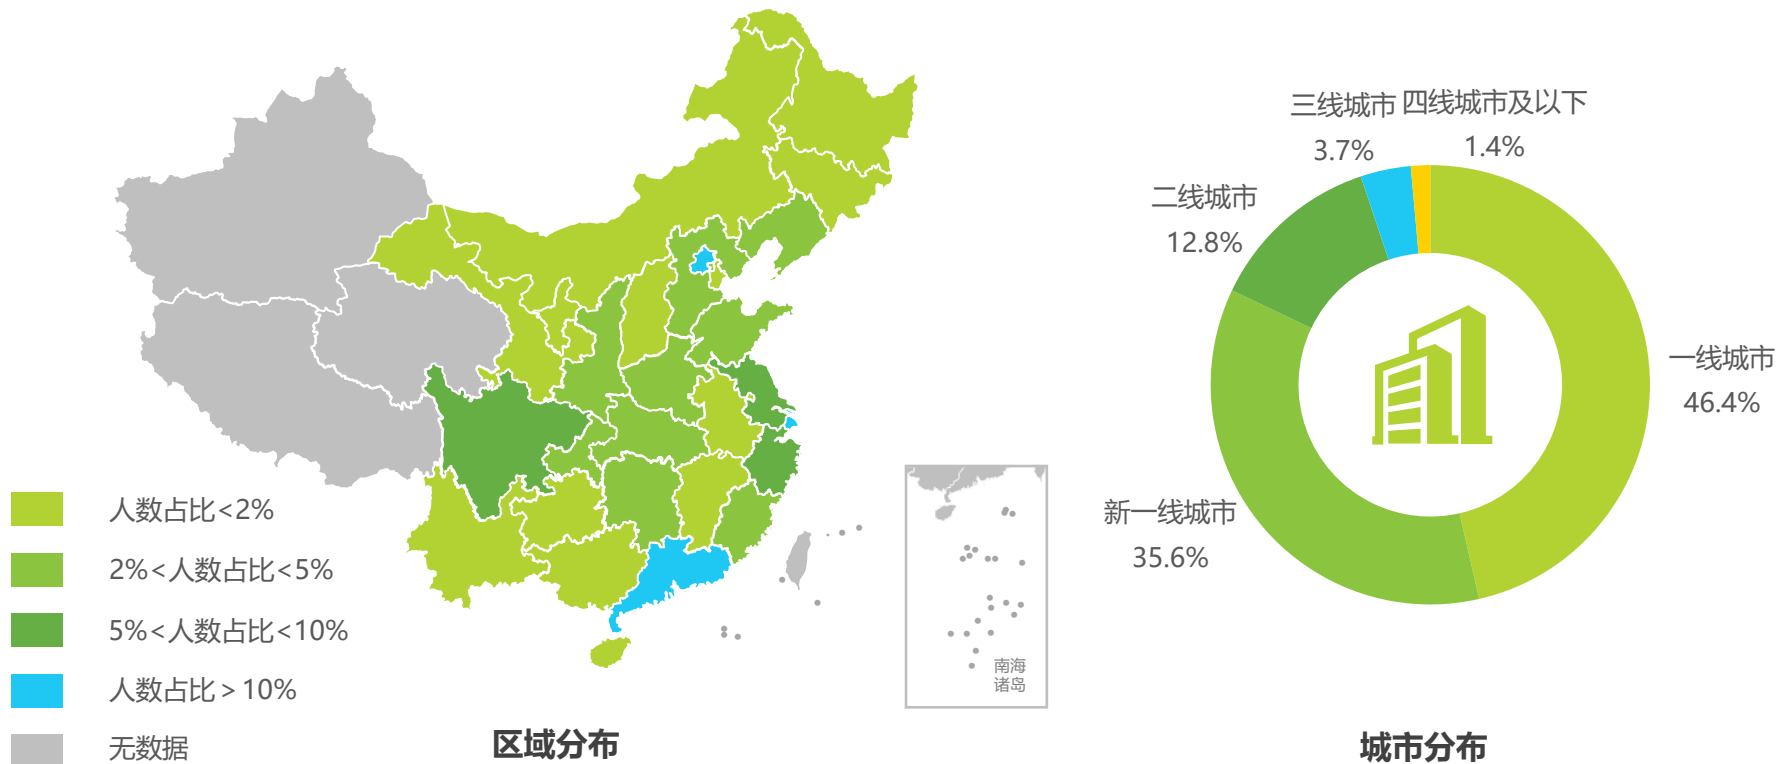 人数占比<2%
2%<人数占比<5%
5%<人数占比<10%
人数占比>10%
无数据
南海
诸岛
区域分布
三线城市
3.7%
四线城市及以下
1.4%
二线城市
12.8%
一线城市
46.4%
新一线城市
35.6%
城市分布